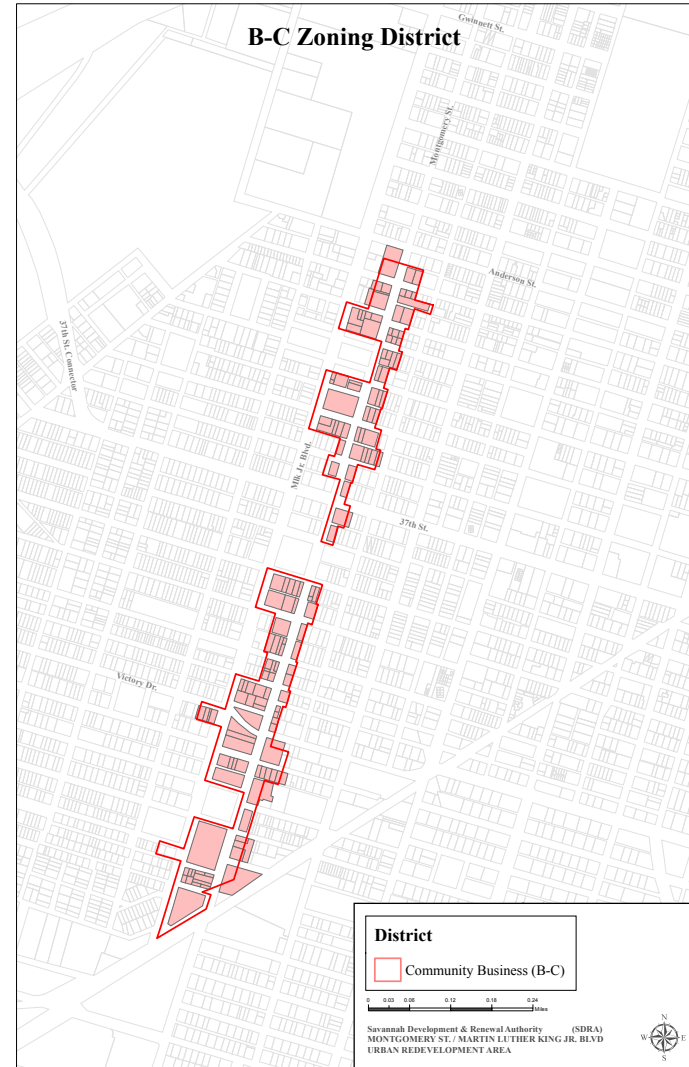 B-C Zoning District
Gwinnett St.
Montgomery St.
Anderson St.
37th St. Connector
Mlk Jr. Blvd.
37th St.
Victory Dr.
District
Community Business (B-C)
0 0.03 0.06 0.12 0.18 0.24
Miles
Savannah Development & Renewal Authority (SDRA)
MONTGOMERY ST. / MARTIN LUTHER KING JR. BLVD
URBAN REDEVELOPMENT AREA
N
W E
S